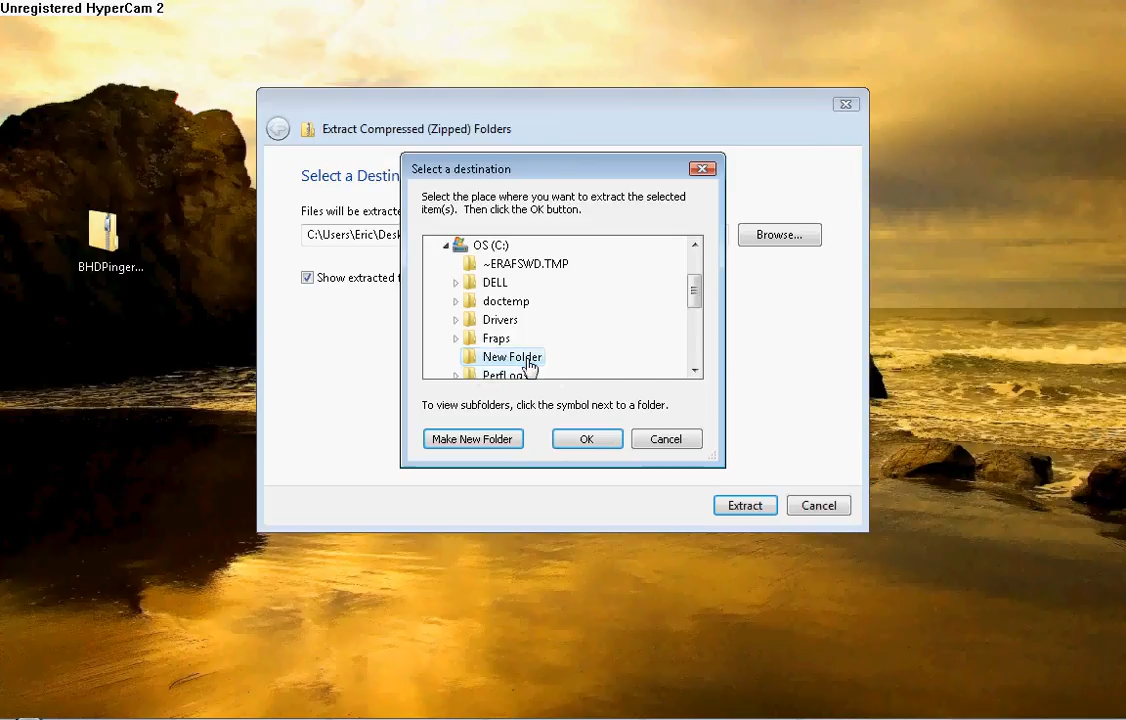 Unregistered HyperCam 2
Extract Compressed (Zipped) Folders
Select a Destin
Files will be extracte
C:\Users\Eric\Desk
Browse...
Show extracted f
BHDPinger...
Select a destination
Select the place where you want to extract the selected
item(s). Then click the OK button.
OS (C:)
~ERAFSWD.TMP
DELL
doctemp
Drivers
Fraps
New Folder
PerfLogs
To view subfolders, click the symbol next to a folder.
Make New Folder
OK
Cancel
Extract
Cancel